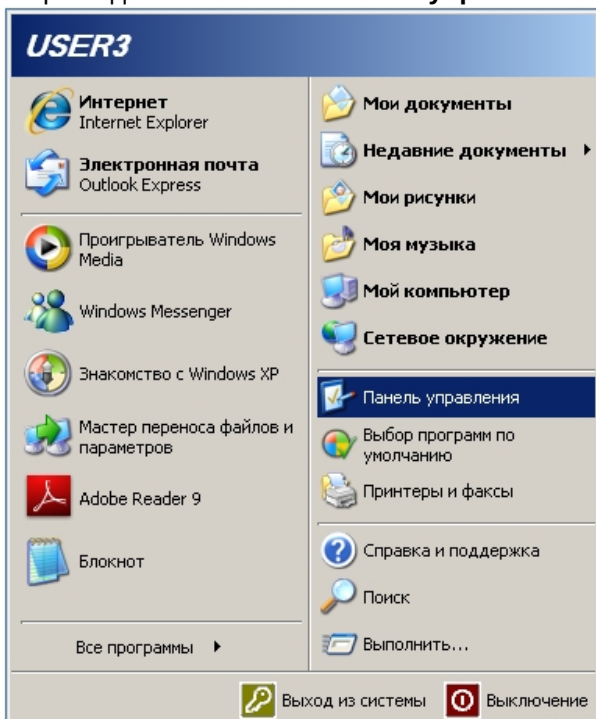 USER3
Интернет
Internet Explorer
Электронная почта
Outlook Express
Проигрыватель Windows
Media
Windows Messenger
Знакомство с Windows XP
Мастер переноса файлов и
параметров
Adobe Reader 9
Блокнот
Все программы
Мои документы
Недавние документы
Мои рисунки
Моя музыка
Мой компьютер
Сетевое окружение
Панель управления
Выбор программ по
умолчанию
Принтеры и факсы
Справка и поддержка
Поиск
Выполнить...
Выход из системы
Выключение